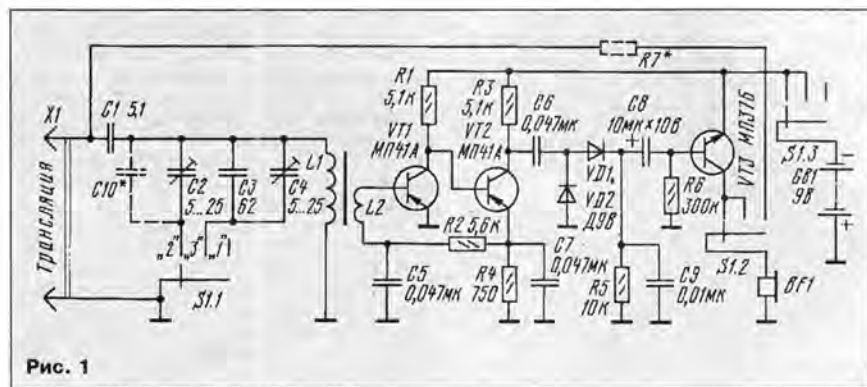 R7*
R1
5,1к
R3
5,1к
C6
0,047мк
C8
10мк×10В
+
VT3 МП37Б
X1
C1 5,1
VT1
МП41А
VT2
МП41А
L1
S1.3
GB1
9В
Трансляция
C10*
C2
5...25
C3
62
C4
5...25
VD1,
VD2
Д9В
R6
300к
L2
R2 5,6к
„2"
„3"
„1"
C5
0,047мк
R4
750
C7
0,047мк
R5
10к
C9
0,01мк
S1.2
BF1
S1.1
Рис. 1